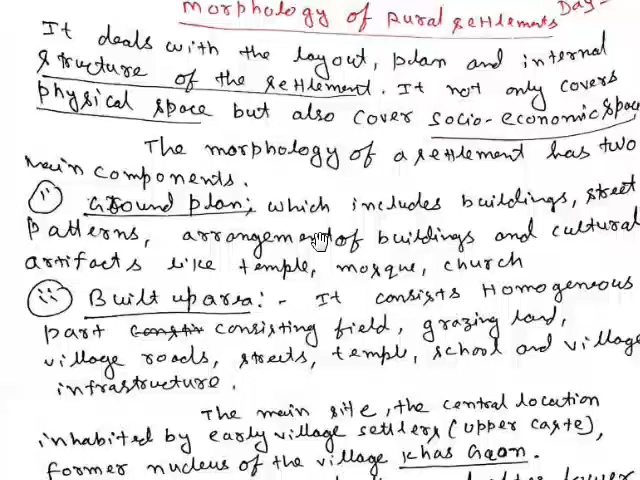 Morphology of Rural settlements Day-
It deals with the layout, plan and internal
structure of the settlement. It not only covers
physical space but also cover socio-economic space
The morphology of a settlement has two
main components.
(i) Ground plan; which includes buildings, street
patterns, arrangement of buildings and cultural
artifacts like temple, mosque, church
(ii) Built up area:- It consists Homogeneous
part consisting field, grazing land,
village roads, streets, temple, school and village
infrastructure.
The main site, the central location
inhabited by early village settlers (upper caste),
former nucleus of the village Khas Gaon.